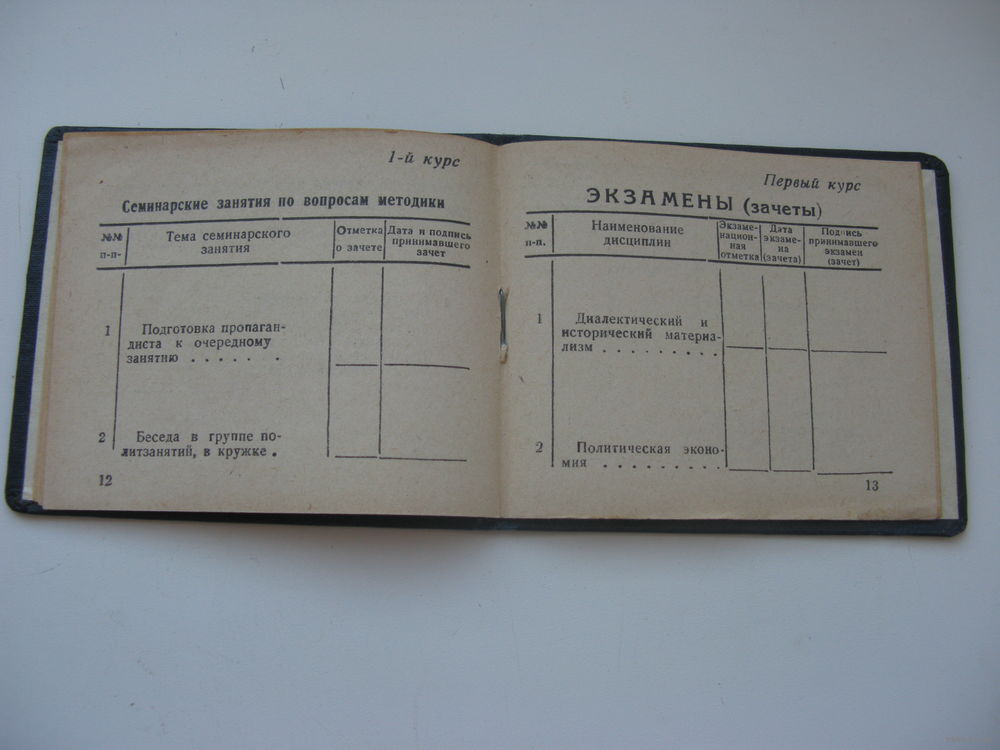 1-й курс
Семинарские занятия по вопросам методики
№№ п-п-
Тема семинарского
занятия
Отметка
о зачете
Дата и подпись
принимавшего
зачет
1
Подготовка пропаган-
диста к очередному
занятию . . . . . .
2
Беседа в группе по-
литзанятий, в кружке .
12
Первый курс
ЭКЗАМЕНЫ (зачеты)
№№
п-п.
Наименование
дисциплин
Экзаме-
национ-
ная
отметка
Дата
экзаме-
на
(зачета)
Подпись
принимавшего
экзамен
(зачет)
1
Диалектический и
исторический материа-
лизм . . . . . . . . .
2
Политическая эконо-
мия . . . . . . . . .
13